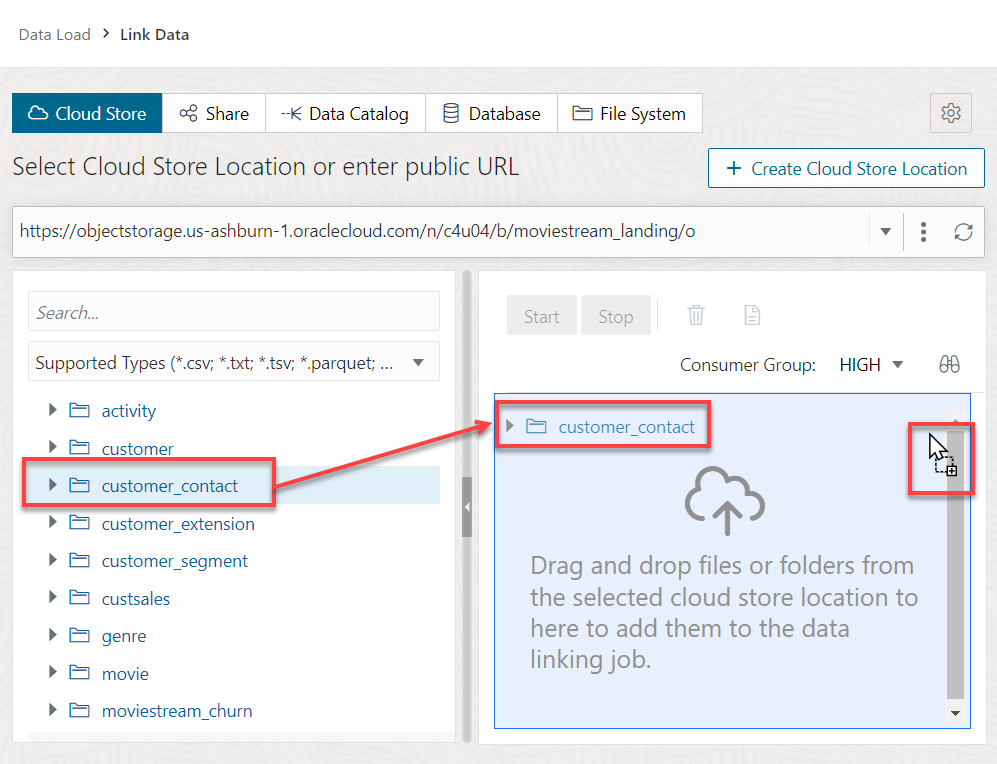 Data Load > Link Data
Cloud Store
Share
Data Catalog
Database
File System
Select Cloud Store Location or enter public URL
+ Create Cloud Store Location
https://objectstorage.us-ashburn-1.oraclecloud.com/n/c4u04/b/moviestream_landing/o
Search...
Supported Types (*.csv; *.txt; *.tsv; *.parquet; ...
activity
customer
customer_contact
customer_extension
customer_segment
custsales
genre
movie
moviestream_churn
Start
Stop
Consumer Group: HIGH
customer_contact
Drag and drop files or folders from
the selected cloud store location to
here to add them to the data
linking job.